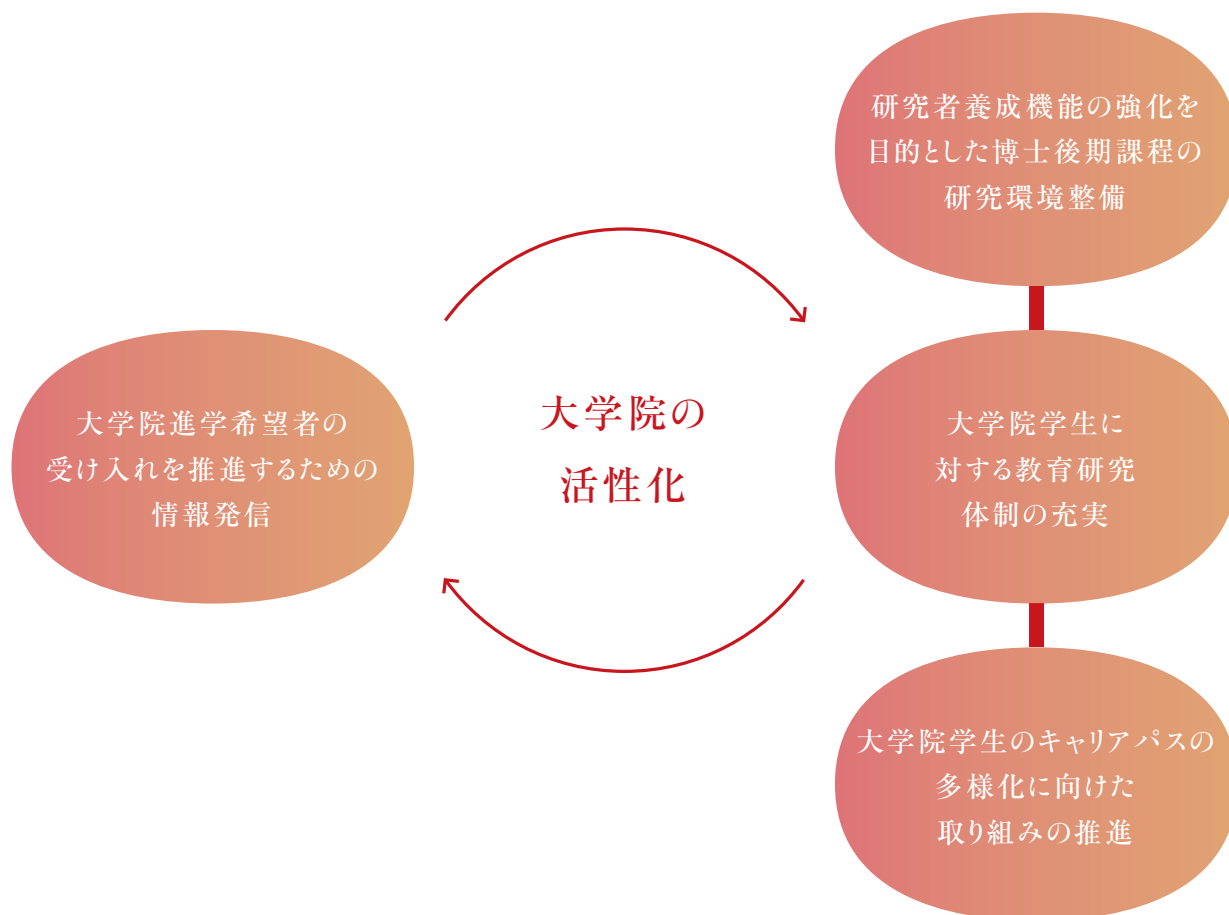 研究者養成機能の強化を
目的とした博士後期課程の
研究環境整備
大学院進学希望者の
受け入れを推進するための
情報発信
大学院の
活性化
大学院学生に
対する教育研究
体制の充実
大学院学生のキャリアパスの
多様化に向けた
取り組みの推進